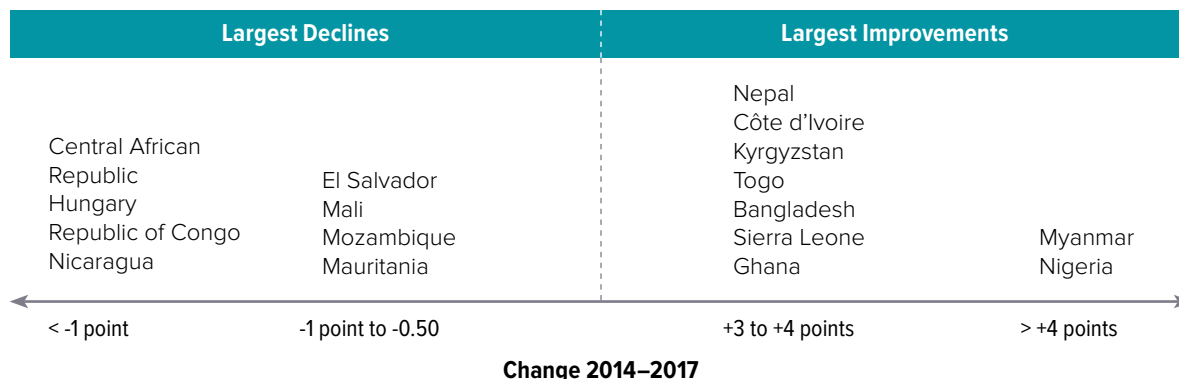 Largest Declines
Largest Improvements
Central African
Republic
Hungary
Republic of Congo
Nicaragua
El Salvador
Mali
Mozambique
Mauritania
Nepal
Côte d'Ivoire
Kyrgyzstan
Togo
Bangladesh
Sierra Leone
Ghana
Myanmar
Nigeria
< -1 point
-1 point to -0.50
+3 to +4 points
> +4 points
Change 2014–2017